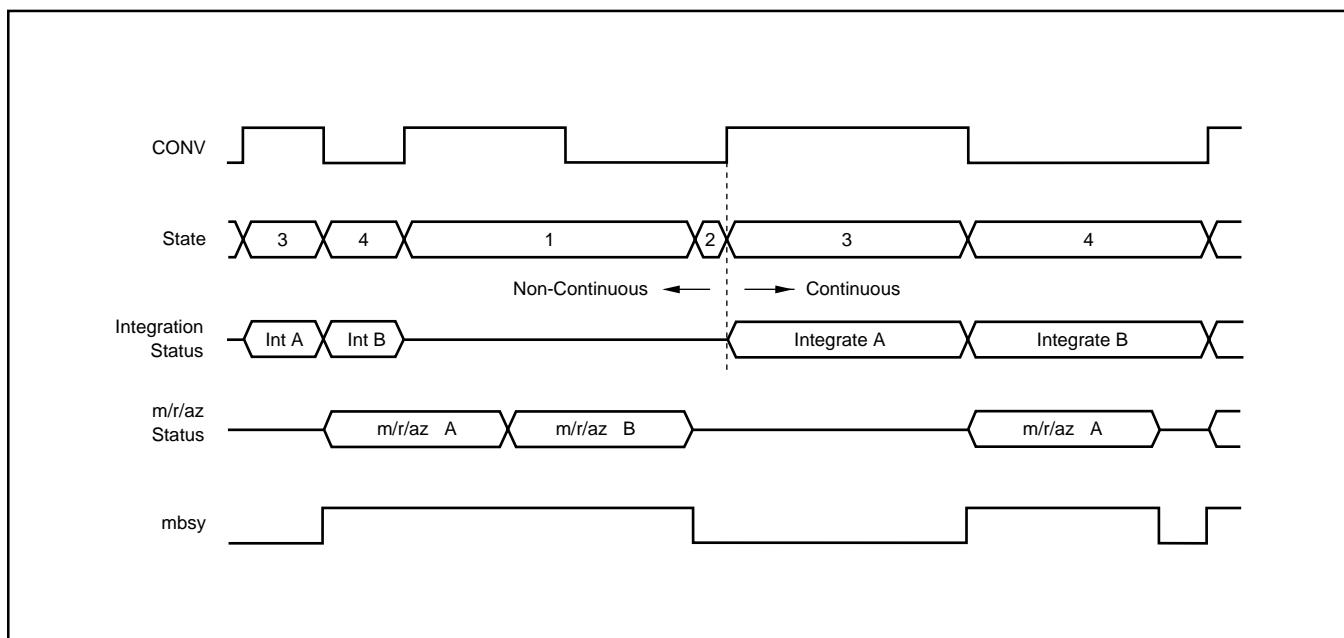 CONV
State
3
4
1
2
3
4
Non-Continuous
Continuous
Integration
Status
Int A
Int B
Integrate A
Integrate B
m/r/az
Status
m/r/az A
m/r/az B
m/r/az A
mbsy